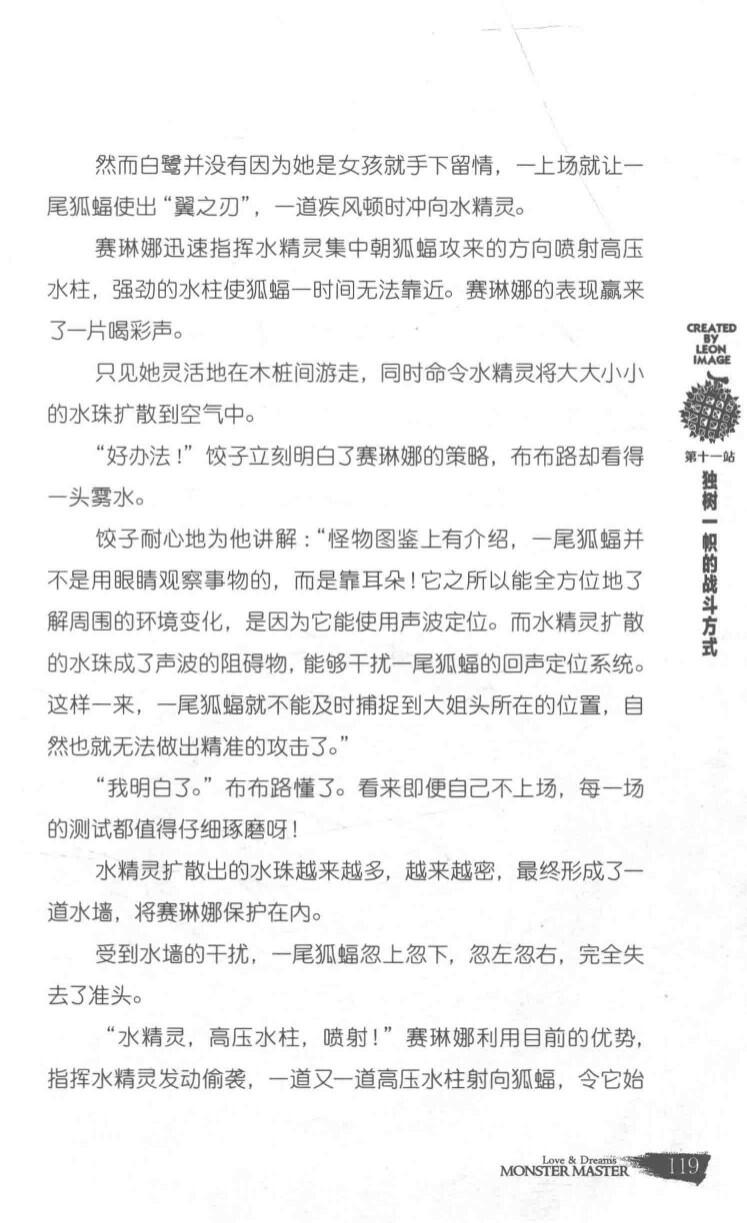 然而白鹭并没有因为她是女孩就手下留情，一上场就让一
尾狐蝠使出“翼之刃”，一道疾风顿时冲向水精灵。
赛琳娜迅速指挥水精灵集中朝狐蝠攻来的方向喷射高压
水柱，强劲的水柱使狐蝠一时间无法靠近。赛琳娜的表现赢来
了一片喝彩声。
只见她灵活地在木桩间游走，同时命令水精灵将大大小小
的水珠扩散到空气中。
“好办法！”饺子立刻明白了赛琳娜的策略，布布路却看得
一头雾水。
饺子耐心地为他讲解：“怪物图鉴上有介绍，一尾狐蝠并
不是用眼睛观察事物的，而是靠耳朵！它之所以能全方位地了
解周围的环境变化，是因为它能使用声波定位。而水精灵扩散
的水珠成了声波的阻碍物，能够干扰一尾狐蝠的回声定位系统。
这样一来，一尾狐蝠就不能及时捕捉到大姐头所在的位置，自
然也就无法做出精准的攻击了。”
“我明白了。”布布路懂了。看来即便自己不上场，每一场
的测试都值得仔细琢磨呀！
水精灵扩散出的水珠越来越多，越来越密，最终形成了一
道水墙，将赛琳娜保护在内。
受到水墙的干扰，一尾狐蝠忽上忽下，忽左忽右，完全失
去了准头。
“水精灵，高压水柱，喷射！”赛琳娜利用目前的优势，
指挥水精灵发动偷袭，一道又一道高压水柱射向狐蝠，令它始
CREATED
BY
LEON
IMAGE
第十一站
独树一帜的战斗方式
Love & Dreams
MONSTER MASTER
119